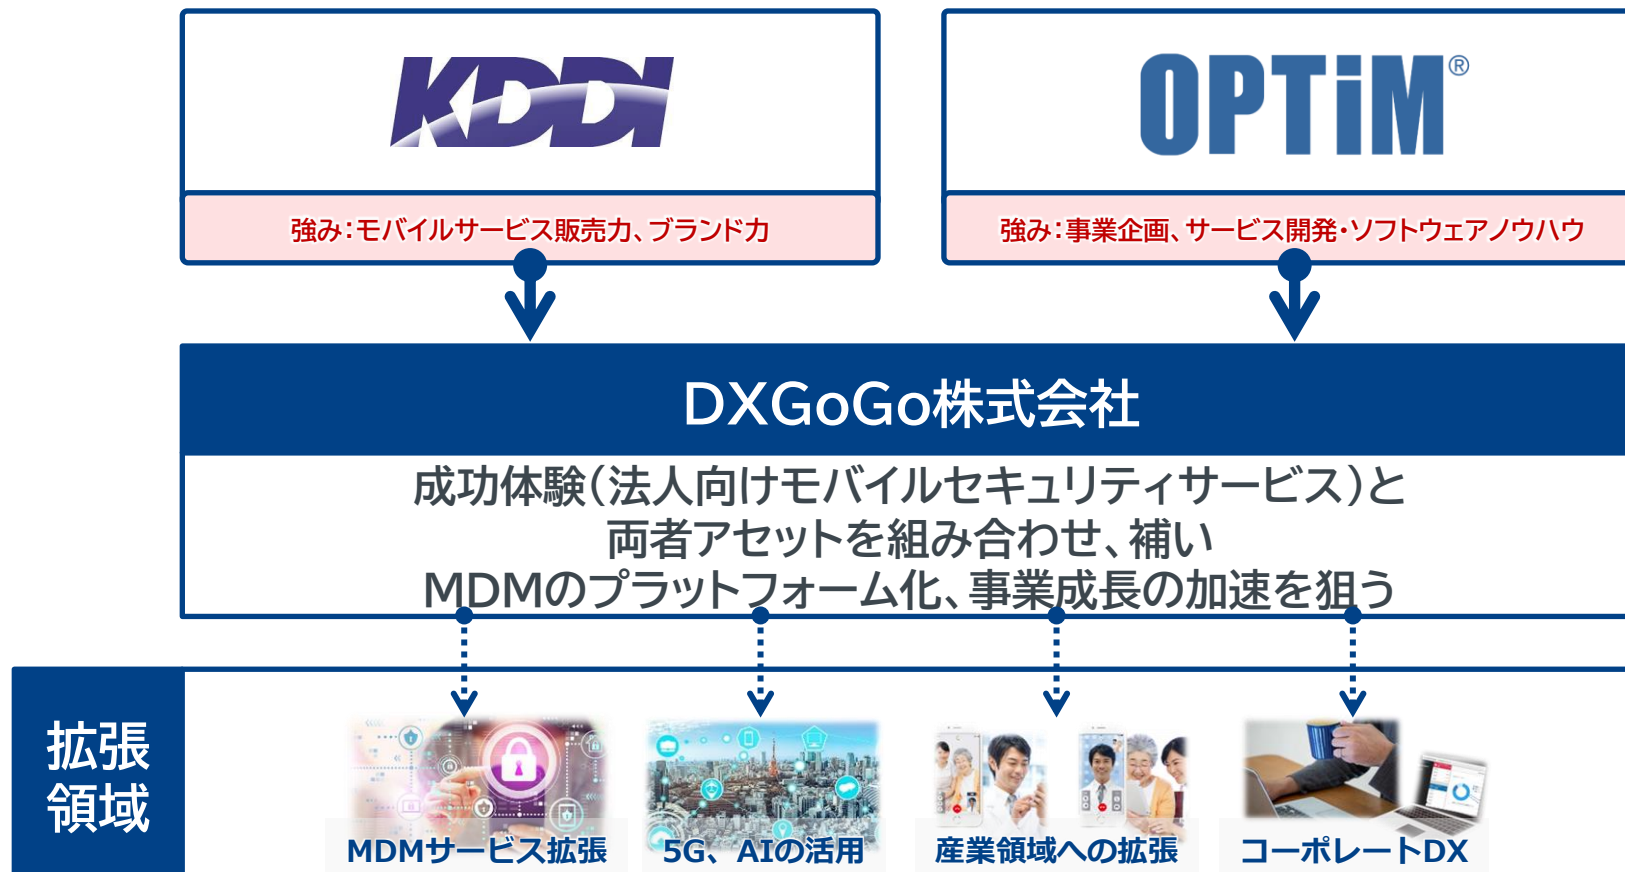 KDDI
OPTiM®
強み：モバイルサービス販売力、ブランド力
強み：事業企画、サービス開発・ソフトウェアノウハウ
DXGoGo株式会社
成功体験（法人向けモバイルセキュリティサービス）と
両者アセットを組み合わせ、補い
MDMのプラットフォーム化、事業成長の加速を狙う
拡張
領域
MDMサービス拡張
5G、AIの活用
産業領域への拡張
コーポレートDX